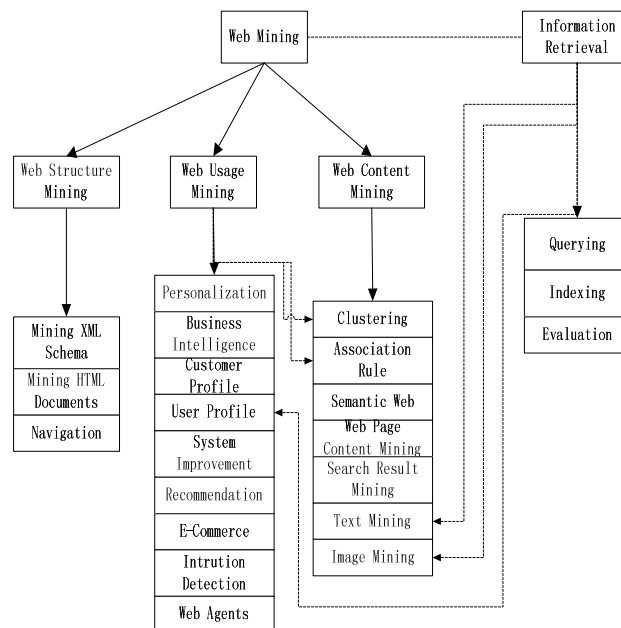 Web Mining
Information
Retrieval
Web Structure
Mining
Web Usage
Mining
Web Content
Mining
Querying
Indexing
Evaluation
Mining XML
Schema
Mining HTML
Documents
Navigation
Personalization
Business
Intelligence
Customer
Profile
User Profile
System
Improvement
Recommendation
E-Commerce
Intrution
Detection
Web Agents
Clustering
Association
Rule
Semantic Web
Web Page
Content Mining
Search Result
Mining
Text Mining
Image Mining